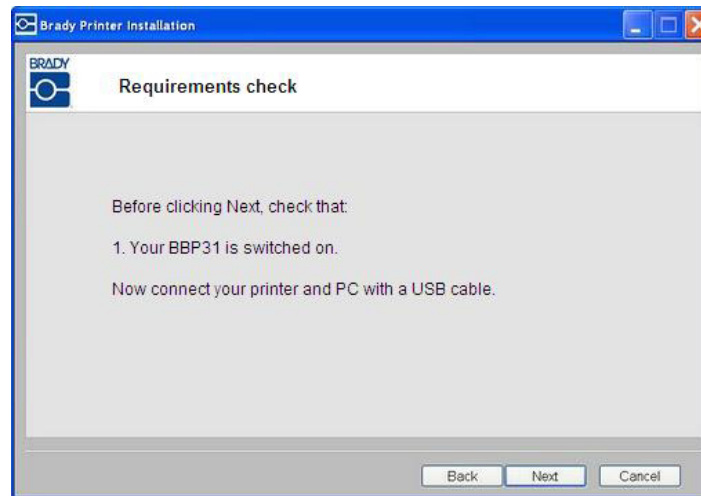 Brady Printer Installation
BRADY
Requirements check
Before clicking Next, check that:
1. Your BBP31 is switched on.
Now connect your printer and PC with a USB cable.
Back
Next
Cancel